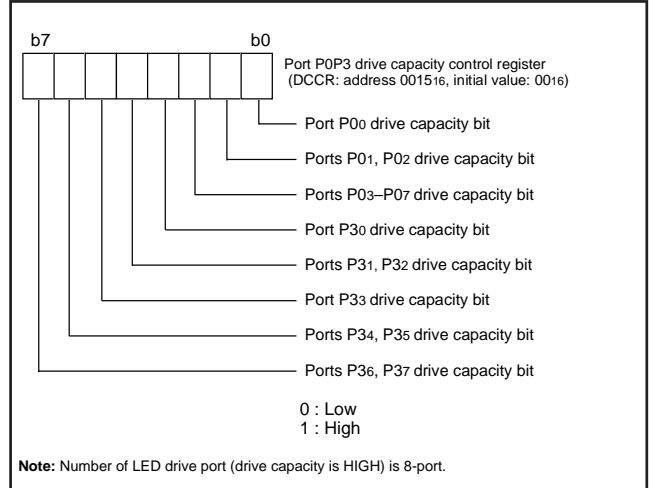 b7 b0
Port P0P3 drive capacity control register
(DCCR: address 001516, initial value: 0016)
Port P00 drive capacity bit
Ports P01, P02 drive capacity bit
Ports P03–P07 drive capacity bit
Port P30 drive capacity bit
Ports P31, P32 drive capacity bit
Port P33 drive capacity bit
Ports P34, P35 drive capacity bit
Ports P36, P37 drive capacity bit
0 : Low
1 : High
Note: Number of LED drive port (drive capacity is HIGH) is 8-port.